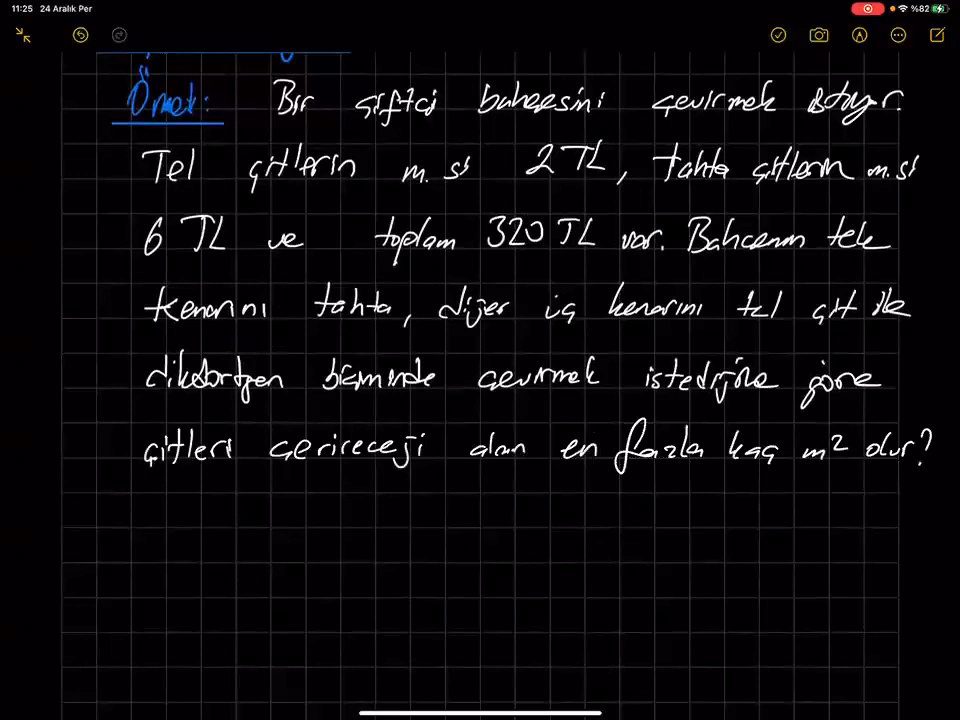 11:25 24 Aralık Per %82
Örnek: Bir çiftçi bahçesini çevirmek istiyor.
Tel çitlerin m. si 2 TL, tahta çitlerin m. si
6 TL ve toplam 320 TL var. Bahçenin tek
kenarını tahta, diğer üç kenarını tel çit ile
dikdörtgen biçiminde çevirmek istediğine göre
çitleri çevireceği alan en fazla kaç m² olur?